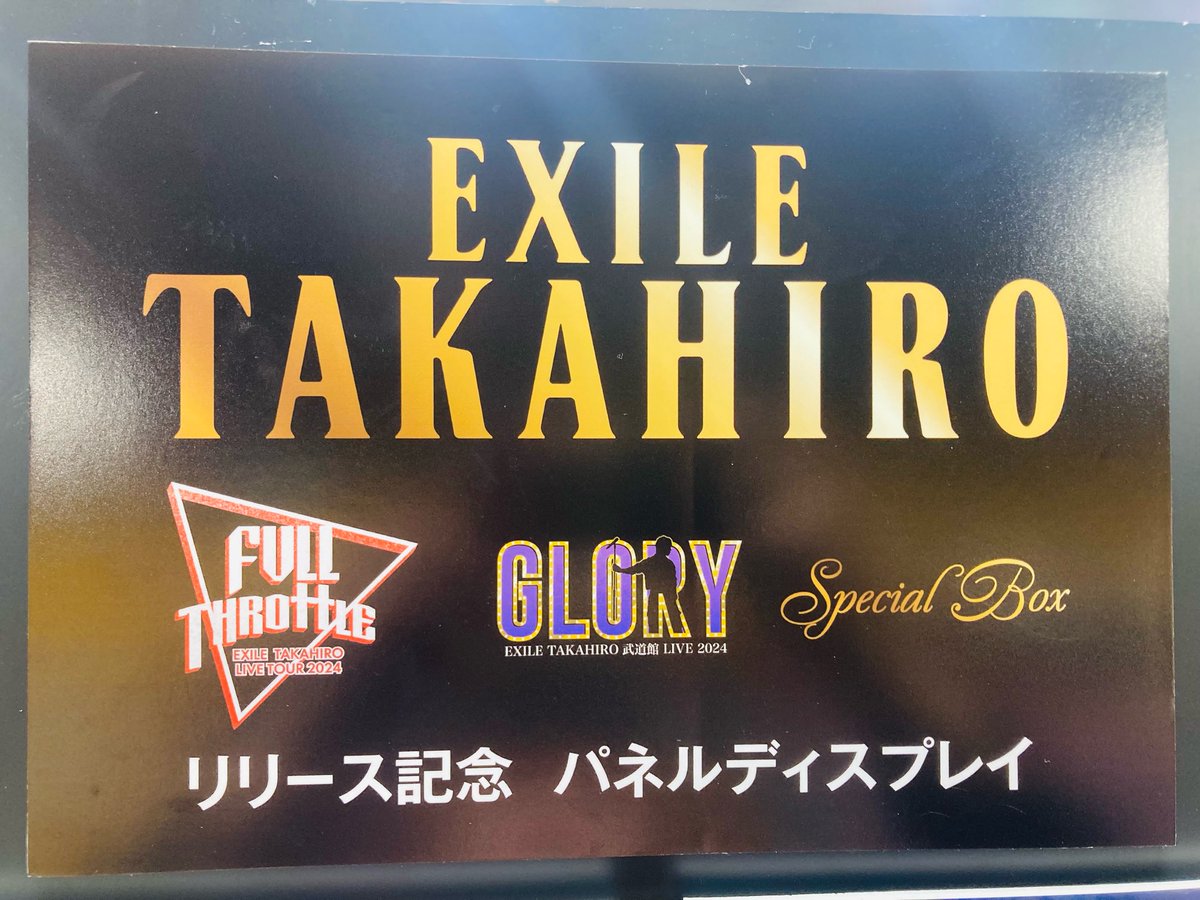 EXILE
TAKAHIRO
FULL
THROTTLE
EXILE TAKAHIRO
LIVE TOUR 2024
GLORY
EXILE TAKAHIRO 武道館 LIVE 2024
Special Box
リリース記念 パネルディスプレイ